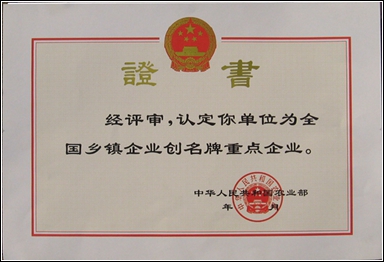 證書
经评审，认定你单位为全
国乡镇企业创名牌重点企业。
中华人民共和国农业部
年 月